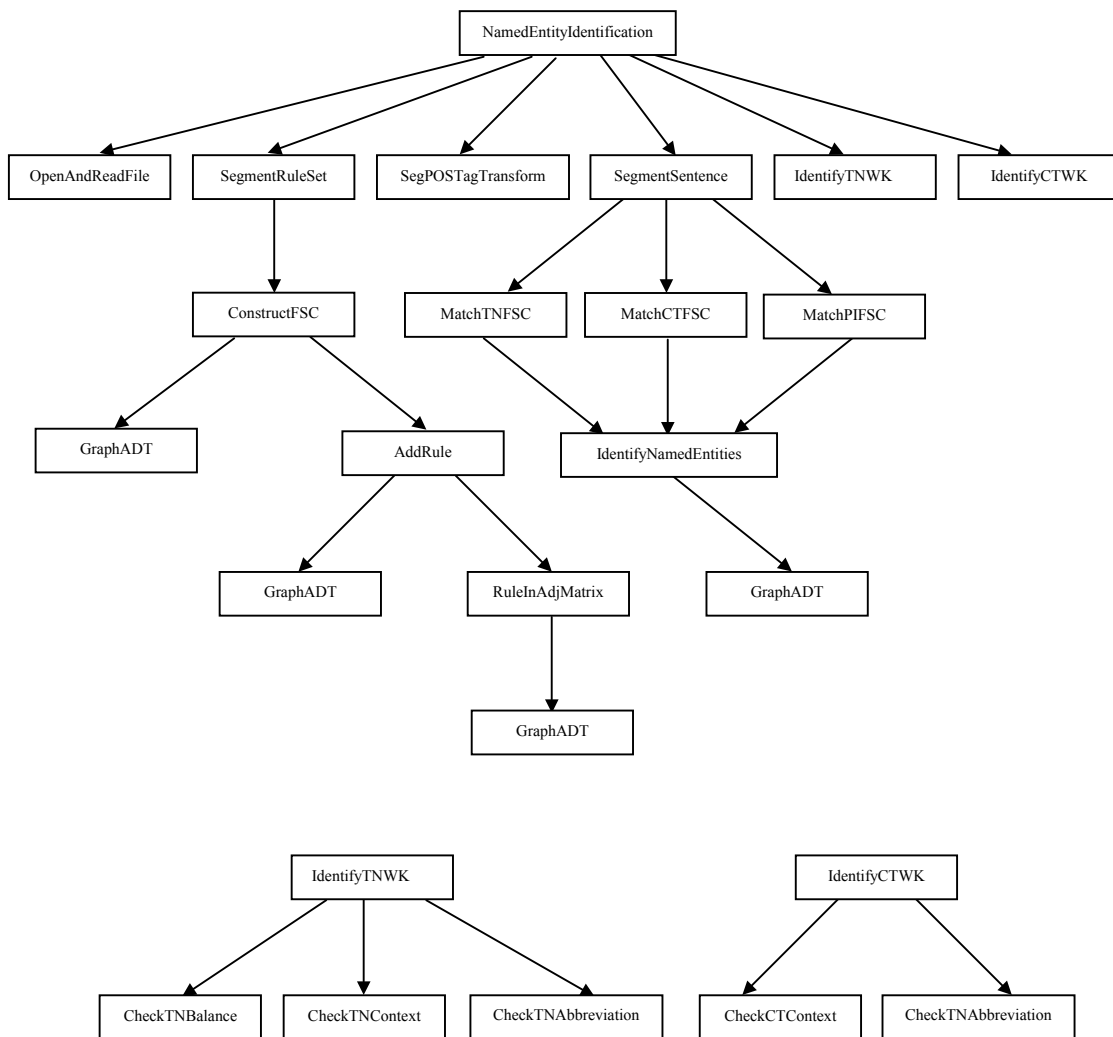 NamedEntityIdentification
OpenAndReadFile
SegmentRuleSet
SegPOSTagTransform
SegmentSentence
IdentifyTNWK
IdentifyCTWK
ConstructFSC
MatchTNFSC
MatchCTFSC
MatchPIFSC
GraphADT
AddRule
IdentifyNamedEntities
GraphADT
RuleInAdjMatrix
GraphADT
GraphADT
IdentifyTNWK
IdentifyCTWK
CheckTNBalance
CheckTNContext
CheckTNAbbreviation
CheckCTContext
CheckTNAbbreviation